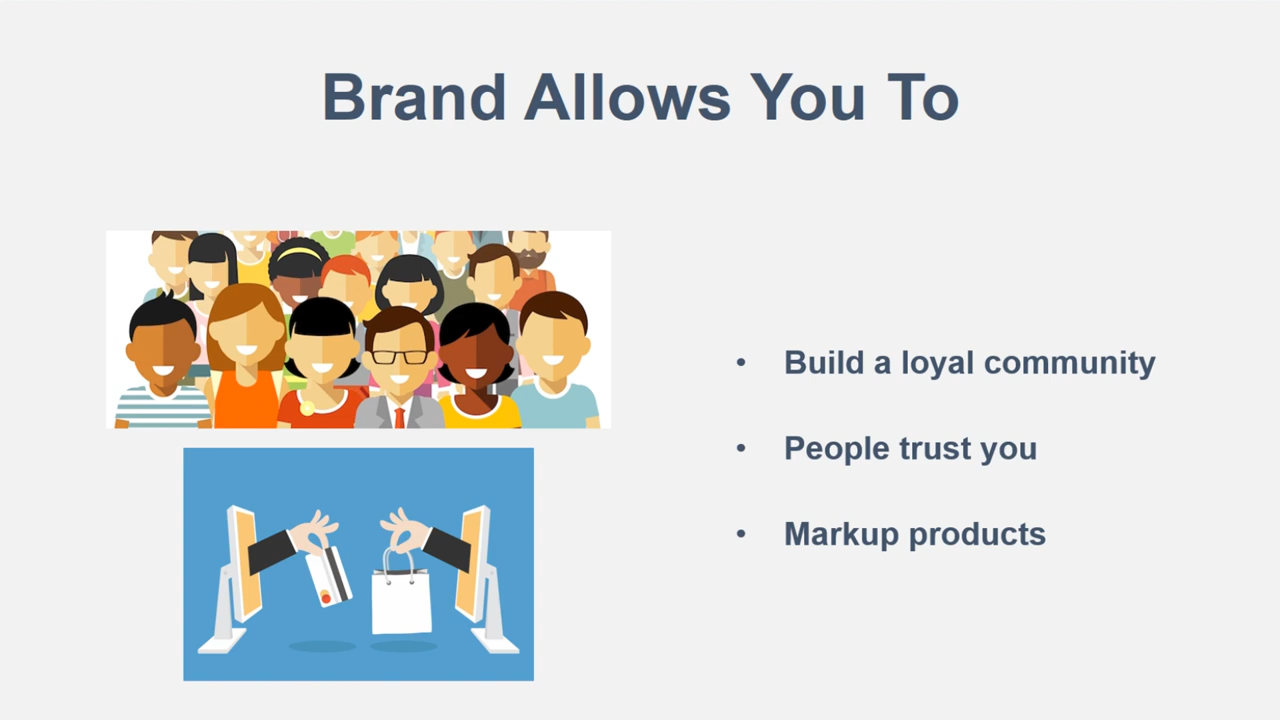 Brand Allows You To
• Build a loyal community
• People trust you
• Markup products